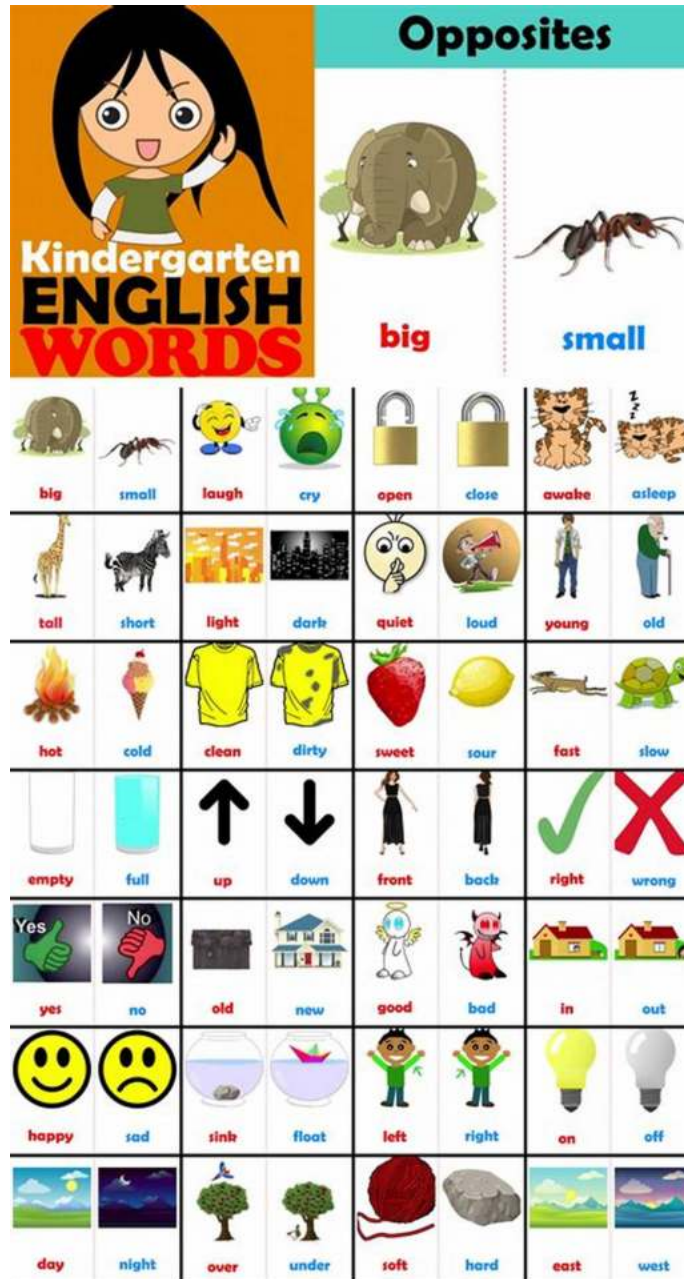 Opposites
Kindergarten
ENGLISH
WORDS
big small
big small laugh cry open close awake asleep
tall short light dark quiet loud young old
hot cold clean dirty sweet sour fast slow
empty full up down front back right wrong
Yes No
yes no old new good bad in out
happy sad sink float left right on off
day night over under soft hard east west